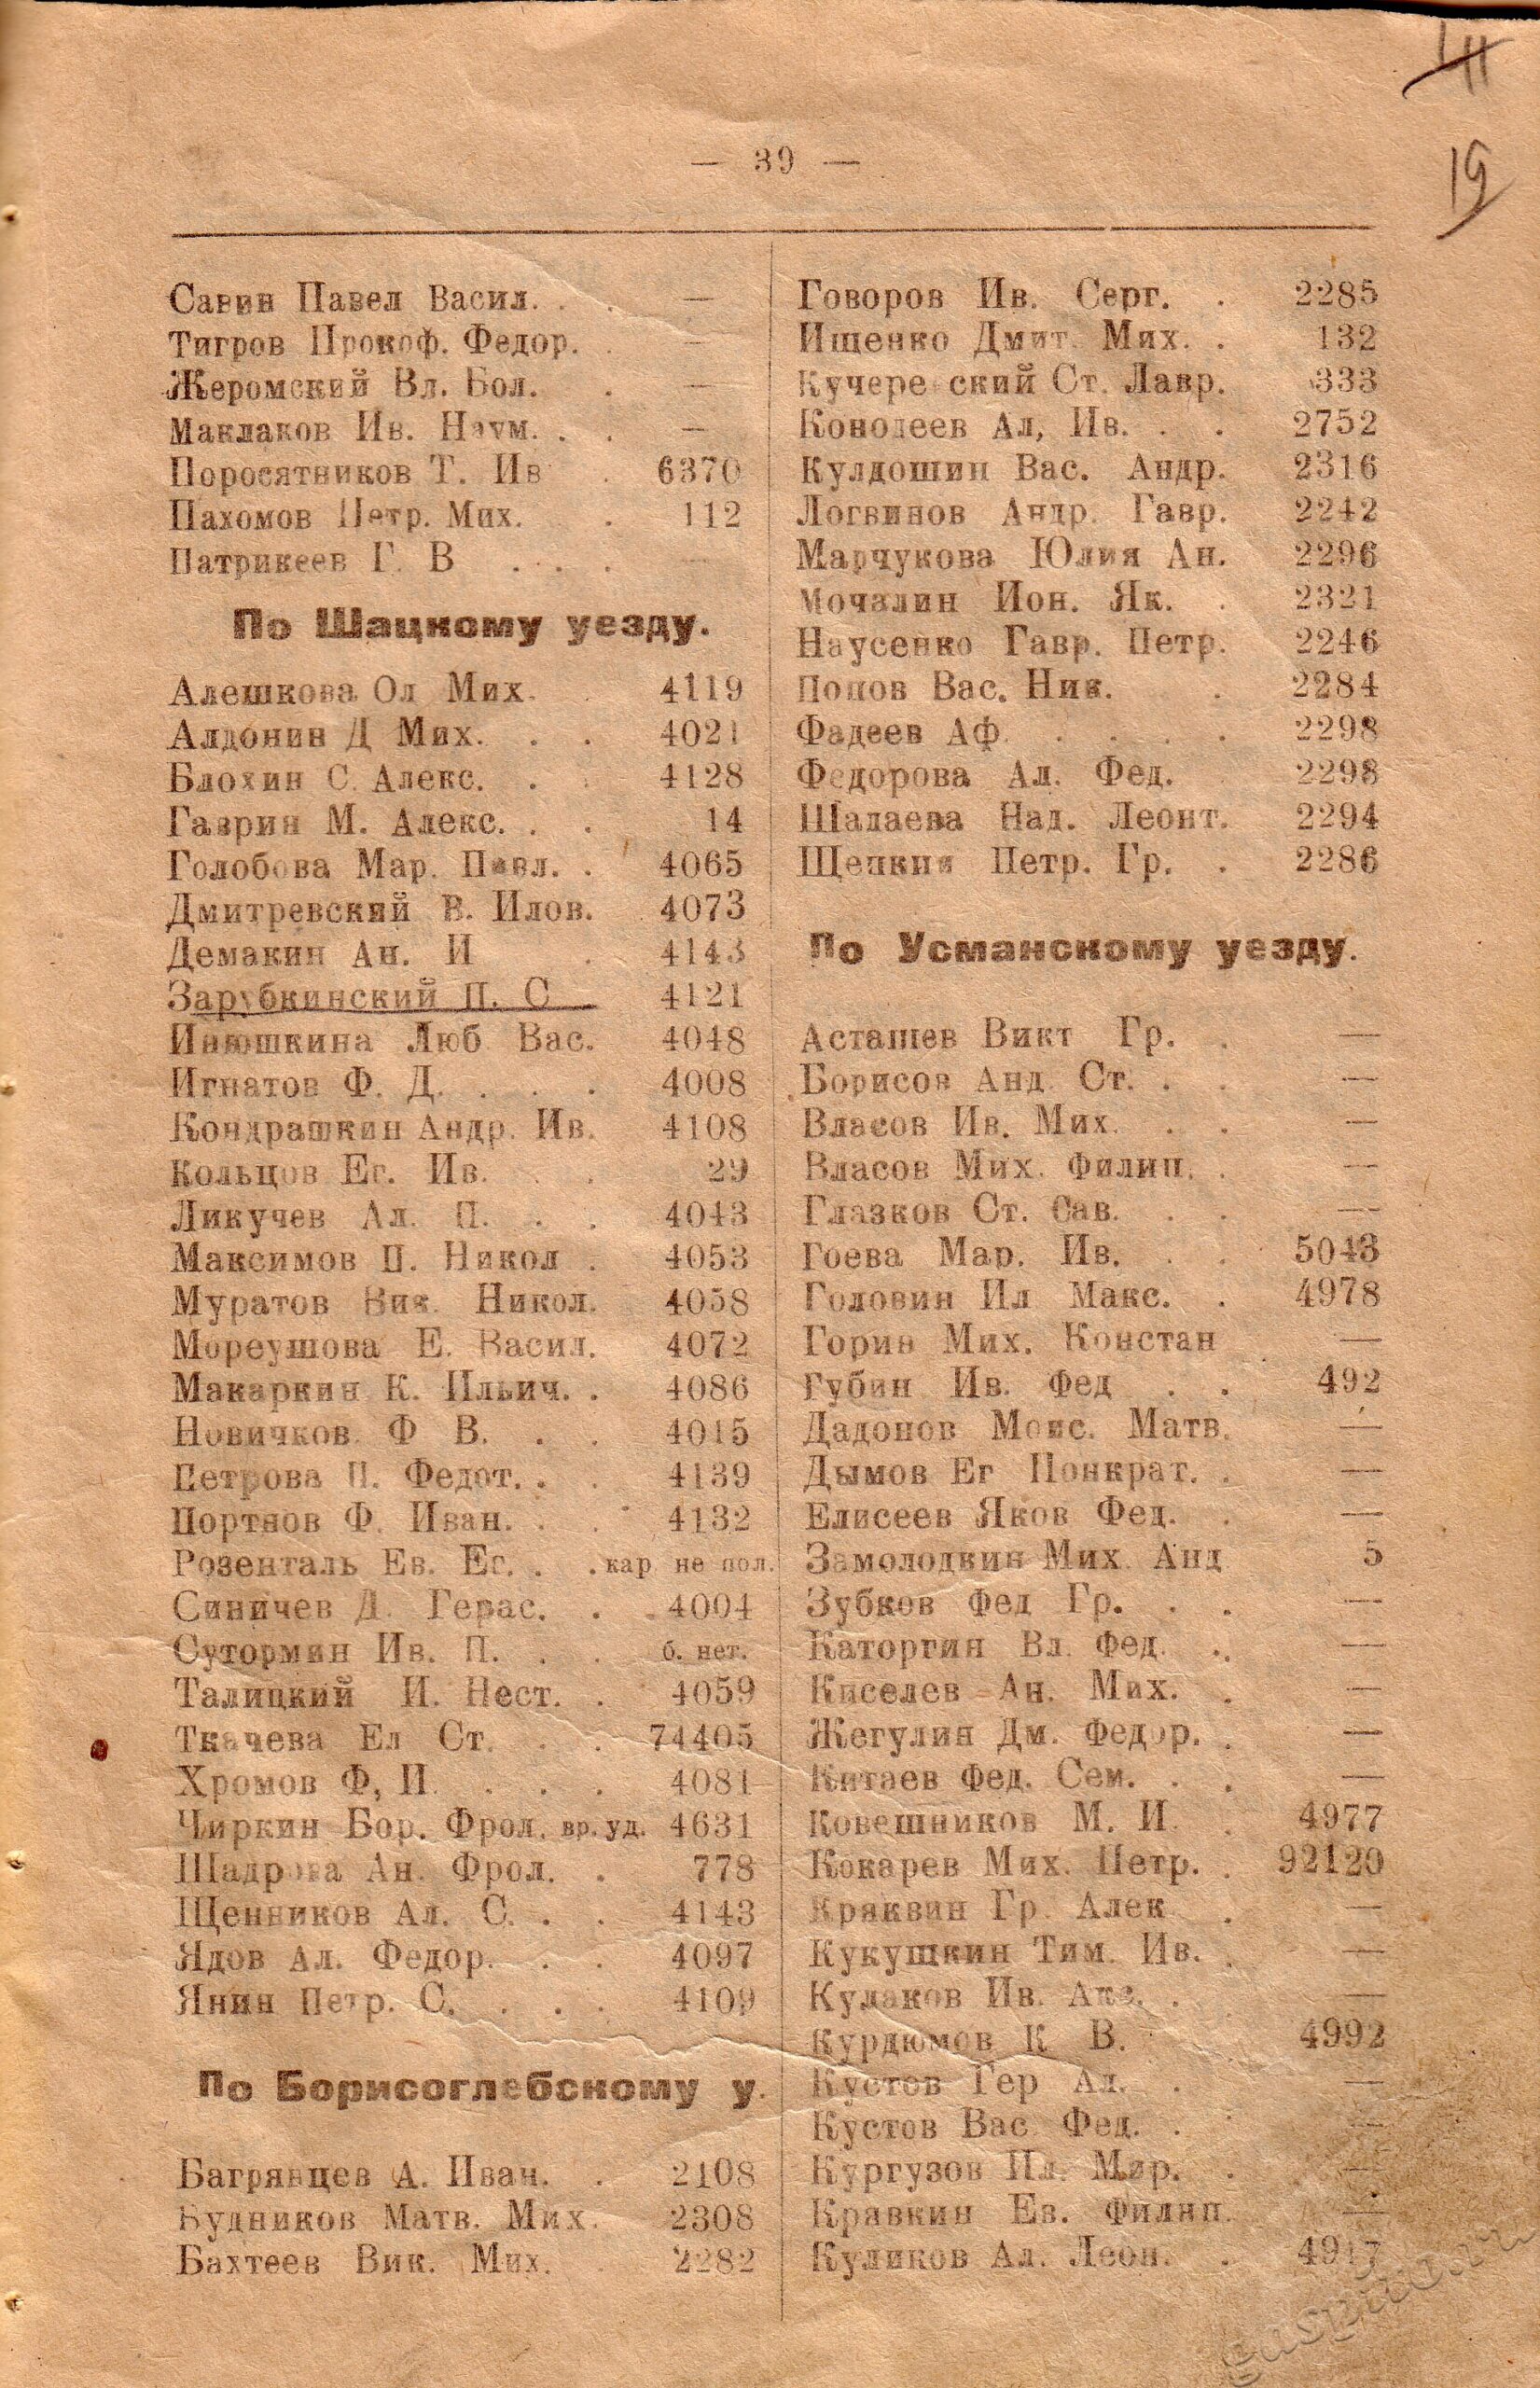 — 39 —
19
Савин Павел Васил. . . —
Тигров Прокоф. Федор. . —
Жеромский Вл. Бол. . —
Маклаков Ив. Наум. . . —
Поросятников Т. Ив . 6370
Пахомов Петр. Мих. . 112
Патрикеев Г. В . . . —
По Шацкому уезду.
Алешкова Ол Мих. . 4119
Алдонин Д Мих. . . 4021
Блохин С. Алекс. . . 4128
Гаврин М. Алекс. . . 14
Голобова Мар. Павл. . 4065
Дмитревский В. Илов. 4073
Демакин Ан. И . 4143
Зарубкинский П. С 4121
Инюшкина Люб Вас. 4048
Игнатов Ф. Д. . . . 4008
Кондрашкин Андр. Ив. 4108
Кольцов Ег. Ив. . . 29
Ликучев Ал. П. . . 4043
Максимов П. Никол . 4053
Муратов Вик. Никол. 4058
Мореушова Е. Васил. 4072
Макаркин К. Ильич. . 4086
Новичков. Ф В. . . 4015
Петрова П. Федот. . . 4139
Портнов Ф. Иван. . . 4132
Розенталь Ев. Ег. . . кар. не пол.
Синичев Д. Герас. . . 4004
Сутормин Ив. П. . . б. нет.
Талицкий И. Нест. . 4059
Ткачева Ел Ст. . . 74405
Хромов Ф, И. . . . 4081
Чиркин Бор. Фрол. вр. уд. 4631
Шадрова Ан. Фрол. . 778
Щенников Ал. С. . . 4143
Ядов Ал. Федор. . . 4097
Янин Петр. С. . . . 4109
По Борисоглебскому у.
Багрянцев А. Иван. . 2108
Будников Матв. Мих. 2308
Бахтеев Вик. Мих. . 2282
Говоров Ив. Серг. . 2285
Ищенко Дмит. Мих. . 132
Ст. Лавр. 333
Коноле­ев Ал, Ив. . . 2752
Кулдошин Вас. Андр. 2316
Логвинов Андр. Гавр. 2242
Марчукова Юлия Ан. 2296
Мочалин Ион. Як. . 2321
Наусенко Гавр. Петр. 2246
Попов Вас. Ник. . 2284
Фадеев Аф. . . . . 2298
Федорова Ал. Фед. 2298
Шалаева Над. Леонт. 2294
Щепкин Петр. Гр. . 2286
По Усманскому уезду.
Асташев Викт Гр. . —
Борисов Анд. Ст. . . —
Власов Ив. Мих. . . —
Власов Мих. Филип. . —
Глазков Ст. Сав. . . —
Гоева Мар. Ив. . . 5043
Головин Ил Макс. . 4978
Горин Мих. Констан —
Губин Ив. Фед . . 492
Дадонов Моис. Матв. —
Дымов Ег Понкрат. . —
Елисеев Яков Фед. . —
Замолодкин Мих. Анд 5
Зубков Фед Гр. . . —
Каторгин Вл. Фед. . . —
Киселев Ан. Мих. . —
Жегулин Дм. Федор. . —
Китаев Фед. Сем. . . —
Ковешников М. И. . 4977
Кокарев Мих. Петр. . 92120
Кряквин Гр. Алек . —
Кукушкин Тим. Ив. . —
Кулаков Ив. Акс. . —
Курдюмов К В. 4992
Кустов Гер Ал. . —
Кустов Вас. Фед. . —
Кургузов Ил. Мир. . —
Крявкин Ев. Филип. —
Куликов Ал. Леон. . 4917
gaspito.ru